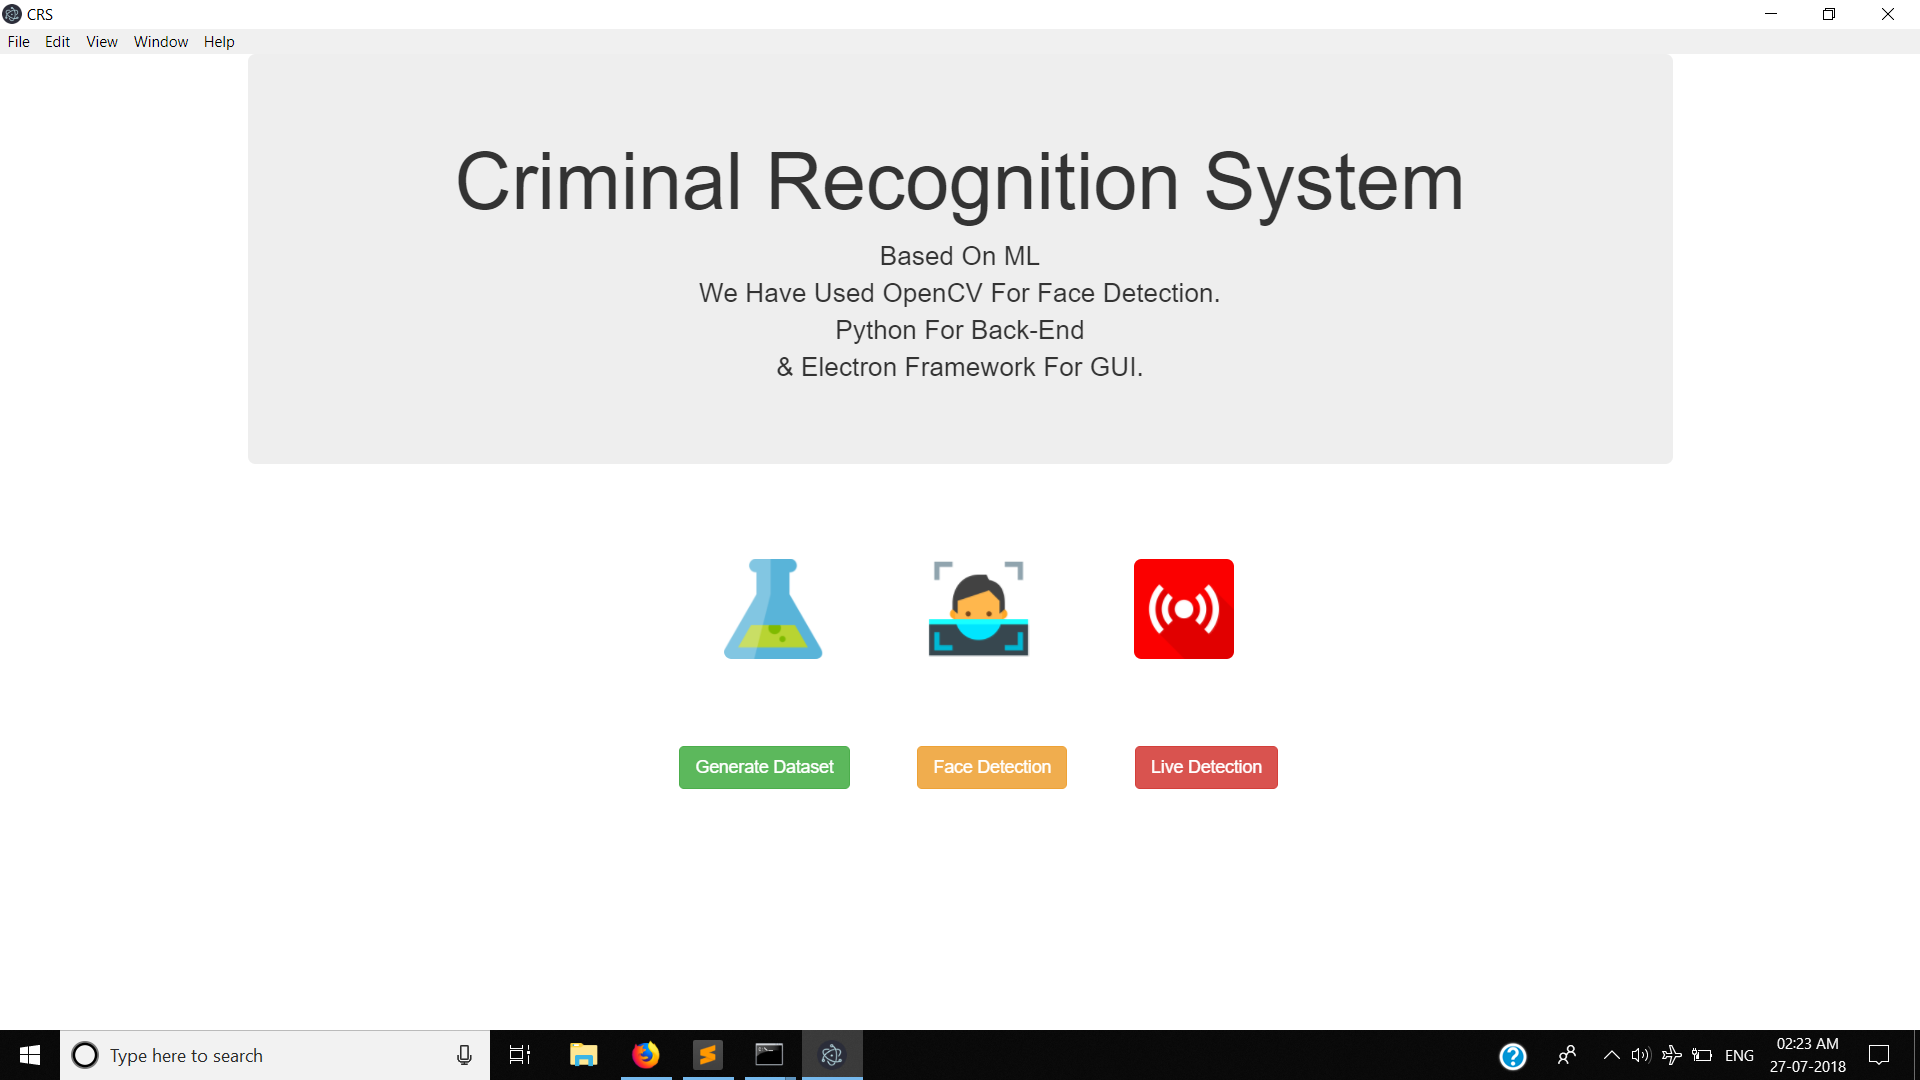 CRS
File Edit View Window Help
Criminal Recognition System
Based On ML
We Have Used OpenCV For Face Detection.
Python For Back-End
& Electron Framework For GUI.
Generate Dataset Face Detection Live Detection
Type here to search
ENG
02:23 AM
27-07-2018